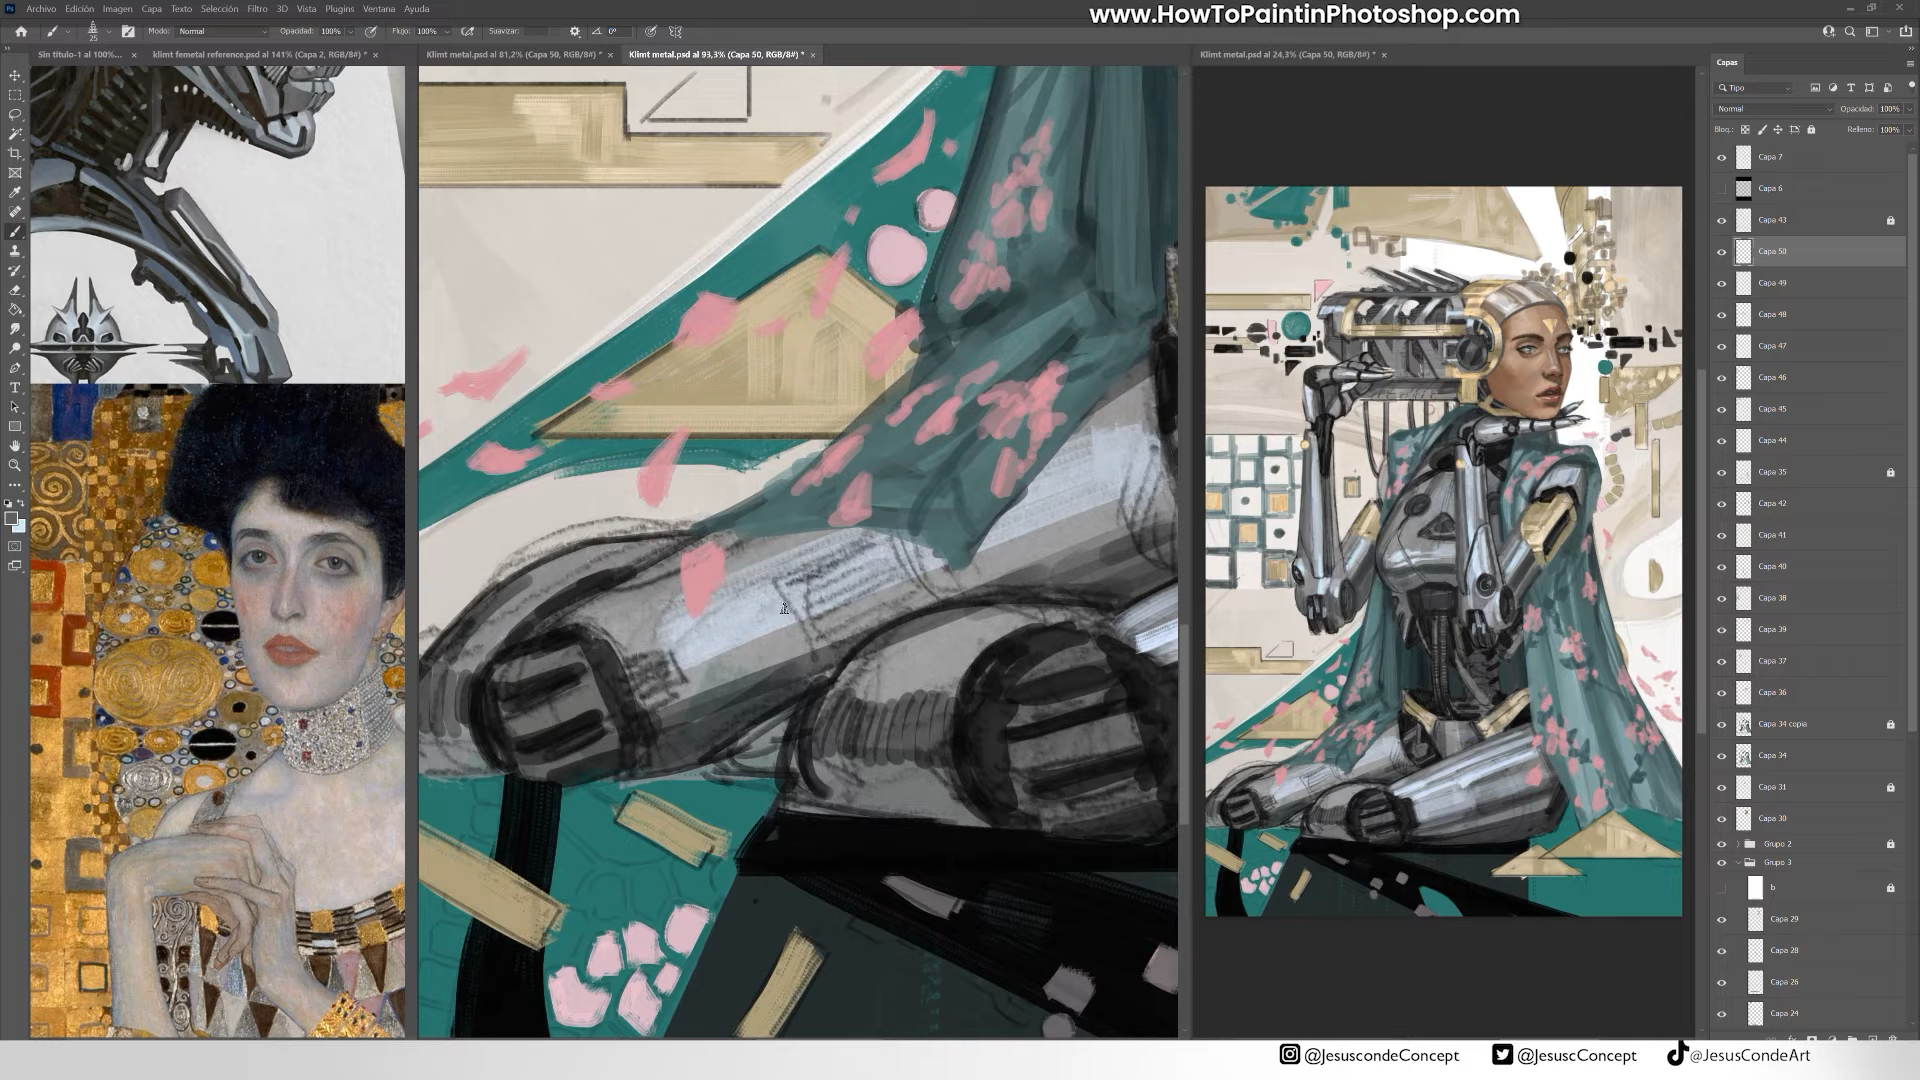 www.HowToPaintinPhotoshop.com
Archivo Edición Imagen Capa Texto Selección Filtro 3D Vista Plugins Ventana Ayuda
25 Modo: Normal Opacidad: 100% Flujo: 100% Suavizar: 0°
Sin título-1 al 100%... × klimt femetal reference.psd al 141% (Capa 2, RGB/8#) * × Klimt metal.psd al 81,2% (Capa 50, RGB/8#) * × Klimt metal.psd al 93,3% (Capa 50, RGB/8#) * × Klimt metal.psd al 24,3% (Capa 50, RGB/8#) * ×
Capas
Tipo
Normal Opacidad: 100%
Bloq.: Relleno: 100%
Capa 7
Capa 6
Capa 43
Capa 50
Capa 49
Capa 48
Capa 47
Capa 46
Capa 45
Capa 44
Capa 35
Capa 42
Capa 41
Capa 40
Capa 38
Capa 39
Capa 37
Capa 36
Capa 34 copia
Capa 34
Capa 31
Capa 30
Grupo 2
Grupo 3
b
Capa 29
Capa 28
Capa 26
Capa 24
@JesuscondeConcept @JesuscConcept @JesusCondeArt